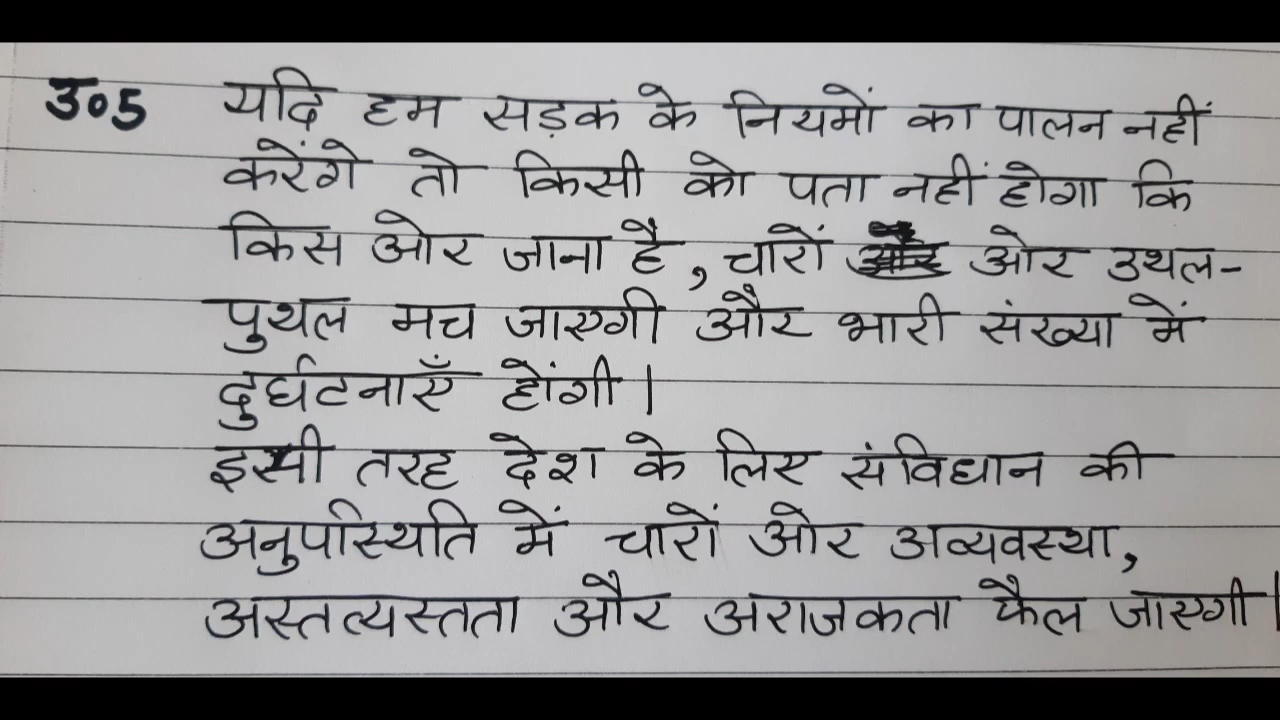 उ०5 यदि हम सड़क के नियमों का पालन नहीं
करेंगे तो किसी को पता नहीं होगा कि
किस ओर जाना है, चारों ओर उथल-
पुथल मच जाएगी और भारी संख्या में
दुर्घटनाएँ होंगी।
इसी तरह देश के लिए संविधान की
अनुपस्थिति में चारों ओर अव्यवस्था,
अस्तव्यस्तता और अराजकता फैल जाएगी।